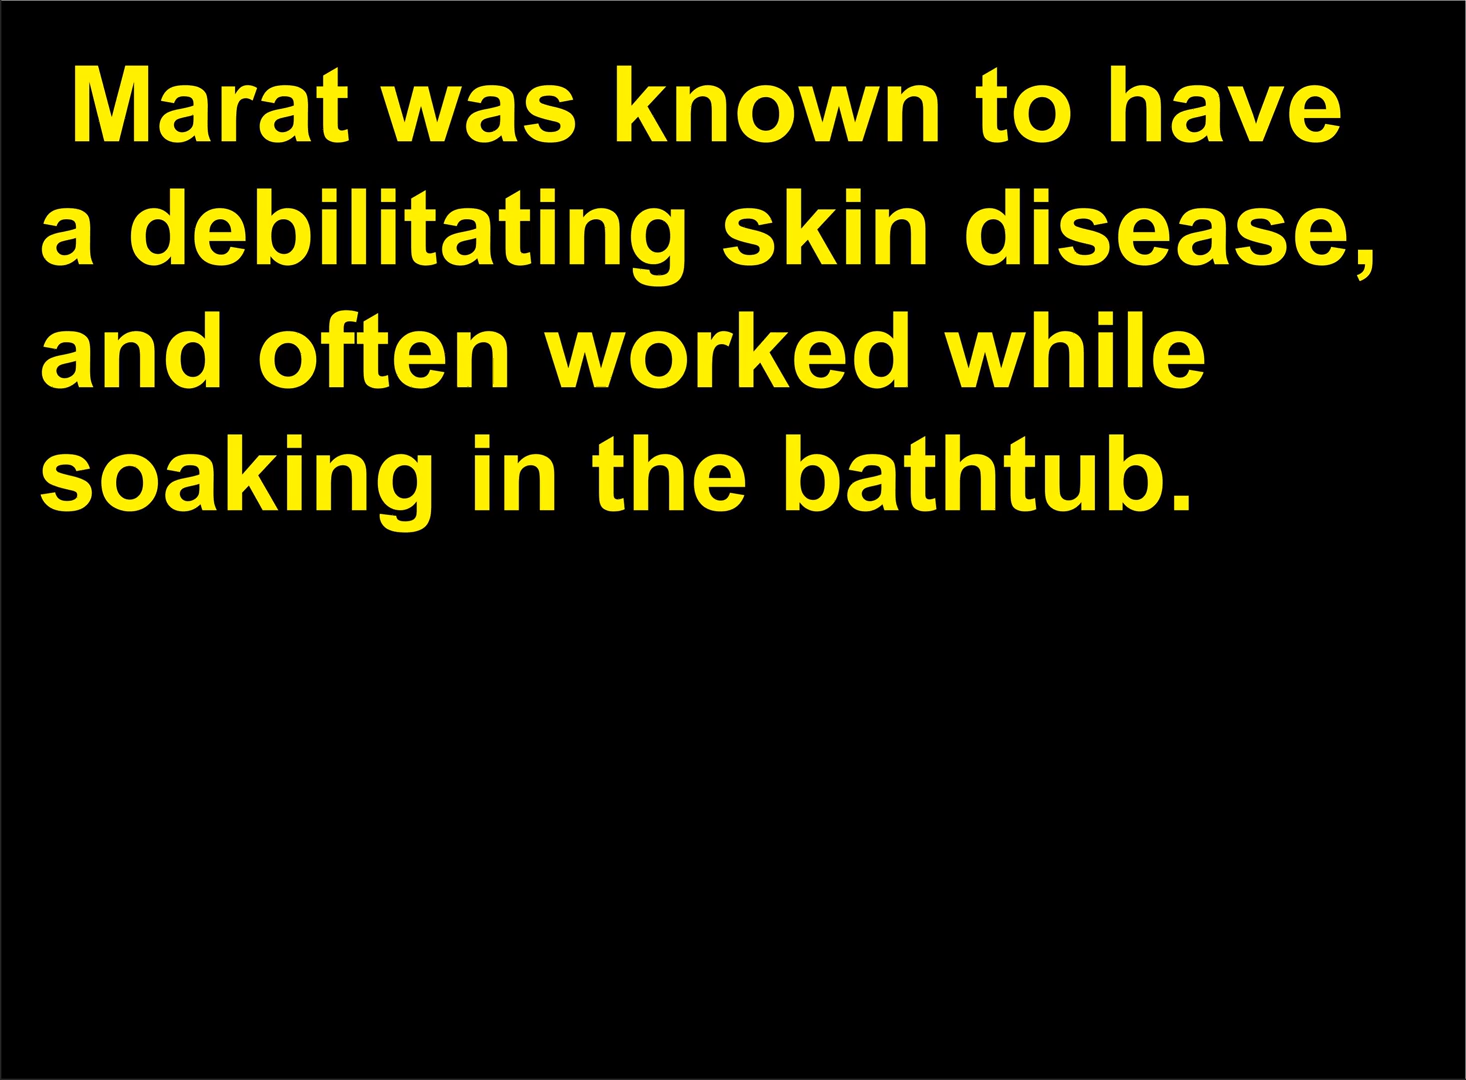 Marat was known to have
a debilitating skin disease,
and often worked while
soaking in the bathtub.